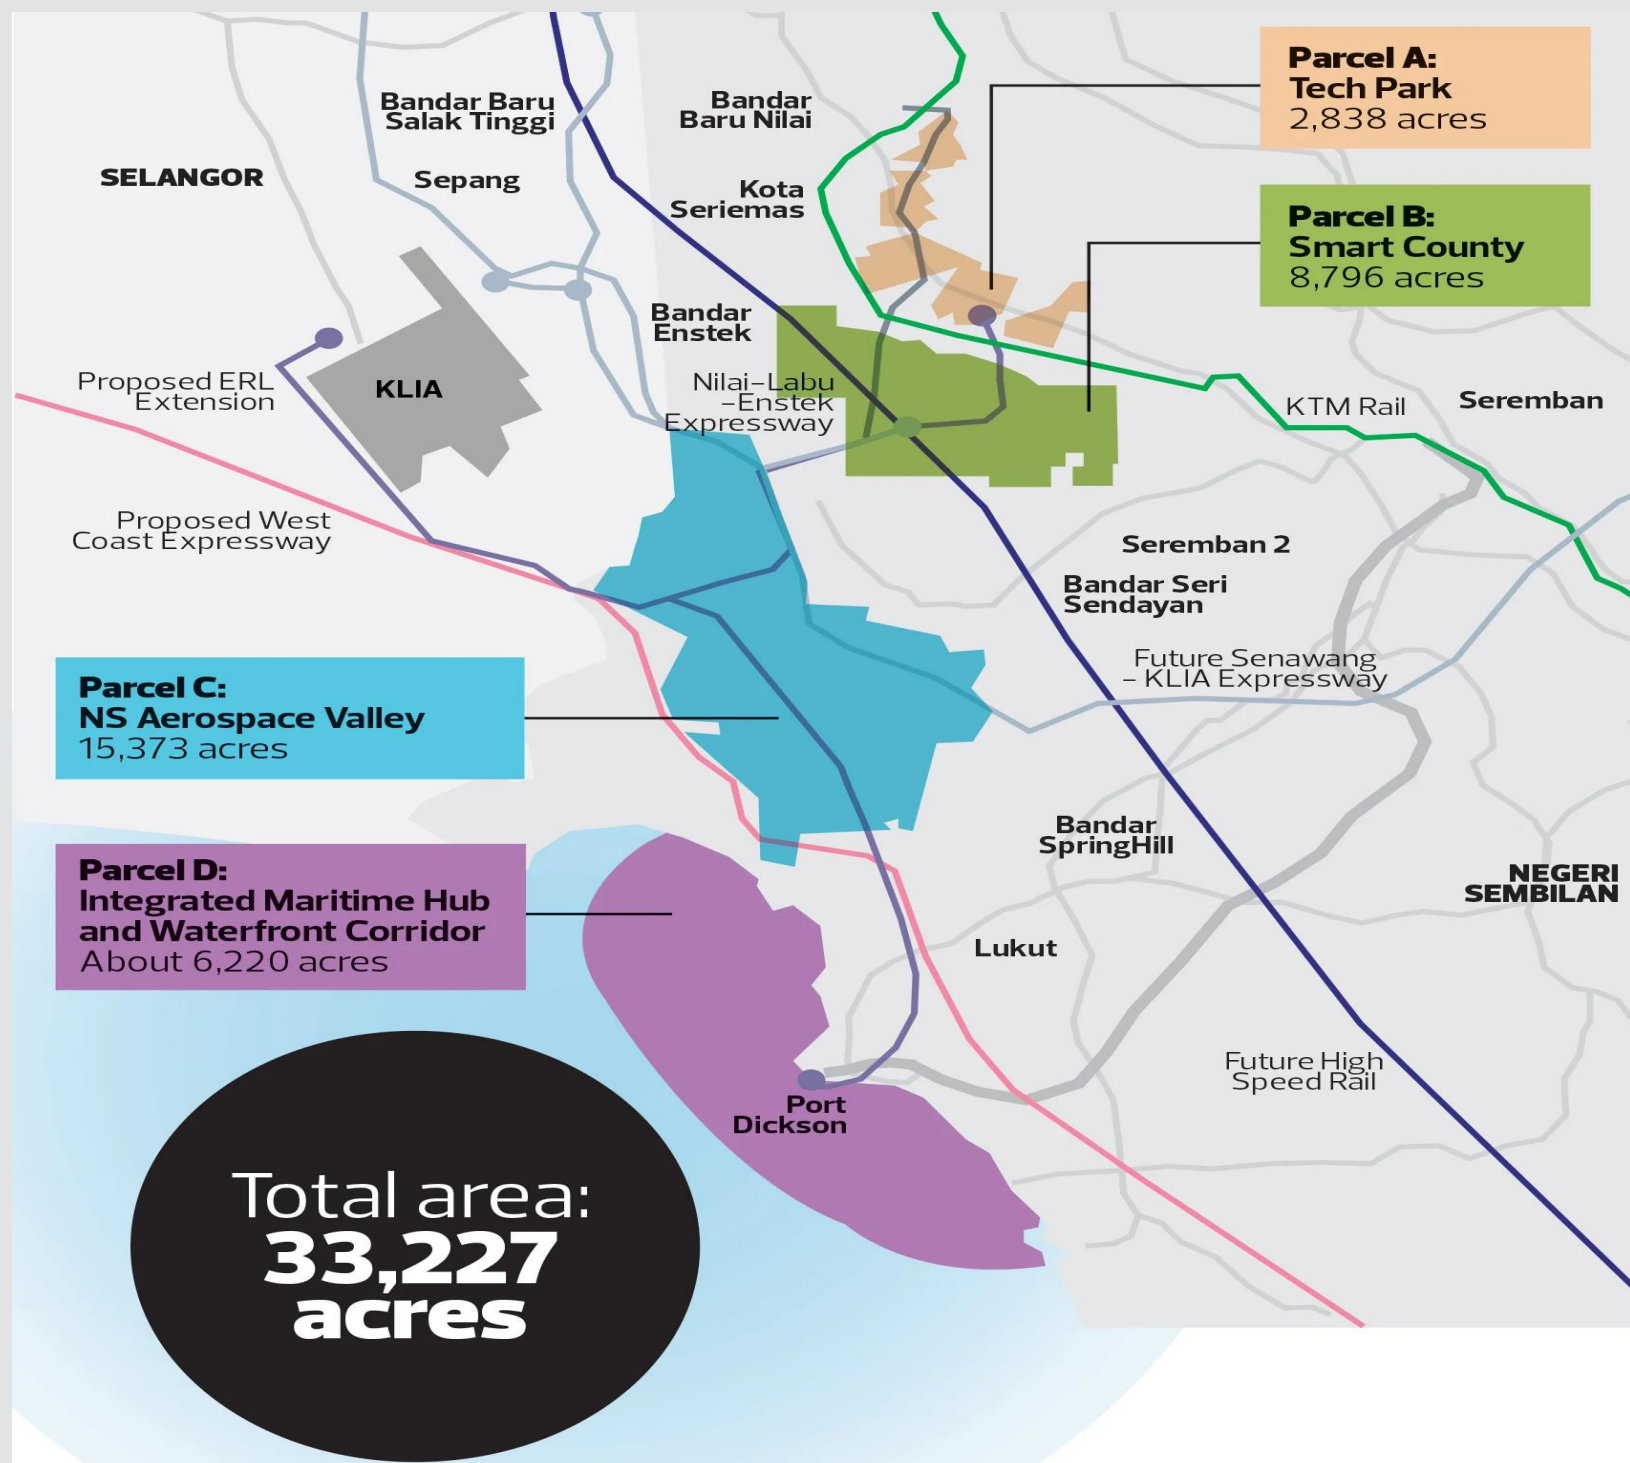 Parcel A:
Tech Park
2,838 acres
Bandar Baru
Salak Tinggi
Bandar
Baru Nilai
SELANGOR
Sepang
Kota
Seriemas
Parcel B:
Smart County
8,796 acres
Bandar
Enstek
Proposed ERL
Extension
KLIA
Nilai–Labu
–Enstek
Expressway
KTM Rail
Seremban
Proposed West
Coast Expressway
Seremban 2
Bandar Seri
Sendayan
Future Senawang
– KLIA Expressway
Parcel C:
NS Aerospace Valley
15,373 acres
Bandar
SpringHill
NEGERI
SEMBILAN
Parcel D:
Integrated Maritime Hub
and Waterfront Corridor
About 6,220 acres
Lukut
Future High
Speed Rail
Port
Dickson
Total area:
33,227
acres